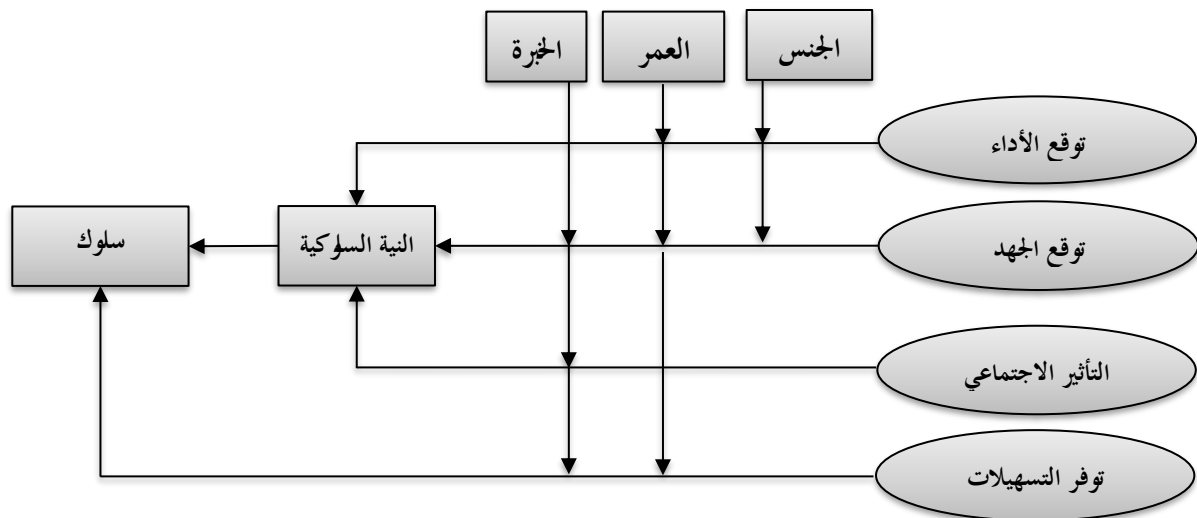 الجنس
العمر
الخبرة
توقع الأداء
توقع الجهد
النية السلوكية
سلوك
التأثير الاجتماعي
توفر التسهيلات